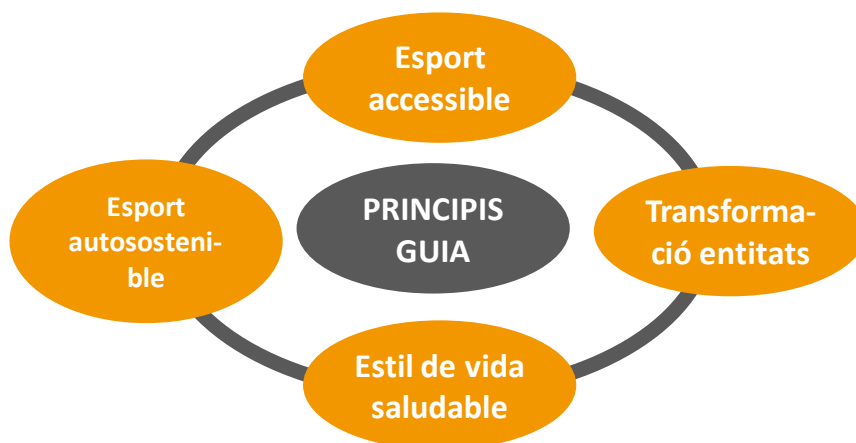 Esport
accessible
PRINCIPIS
GUIA
Transforma-
ció entitats
Esport
autososteni-
ble
Estil de vida
saludable